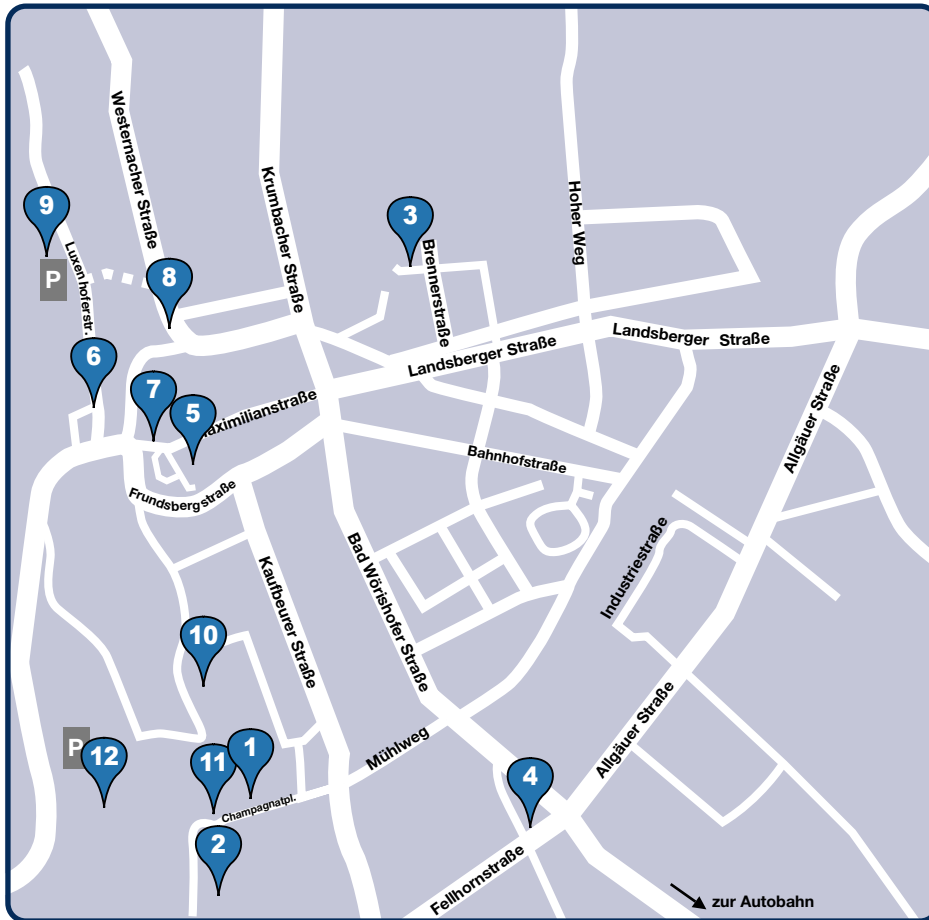 Westernacher Straße
Krumbacher Straße
Hoher Weg
9
3
Luxenhoferstr.
Brennerstraße
P
8
Landsberger Straße
Landsberger Straße
6
7
5
Maximilianstraße
Allgäuer Straße
Bahnhofstraße
Frundsbergstraße
Industriestraße
Kaufbeurer Straße
Bad Wörishofer Straße
10
Allgäuer Straße
P
12
11
1
Mühlweg
4
Champagnatpl.
2
Fellhornstraße
zur Autobahn